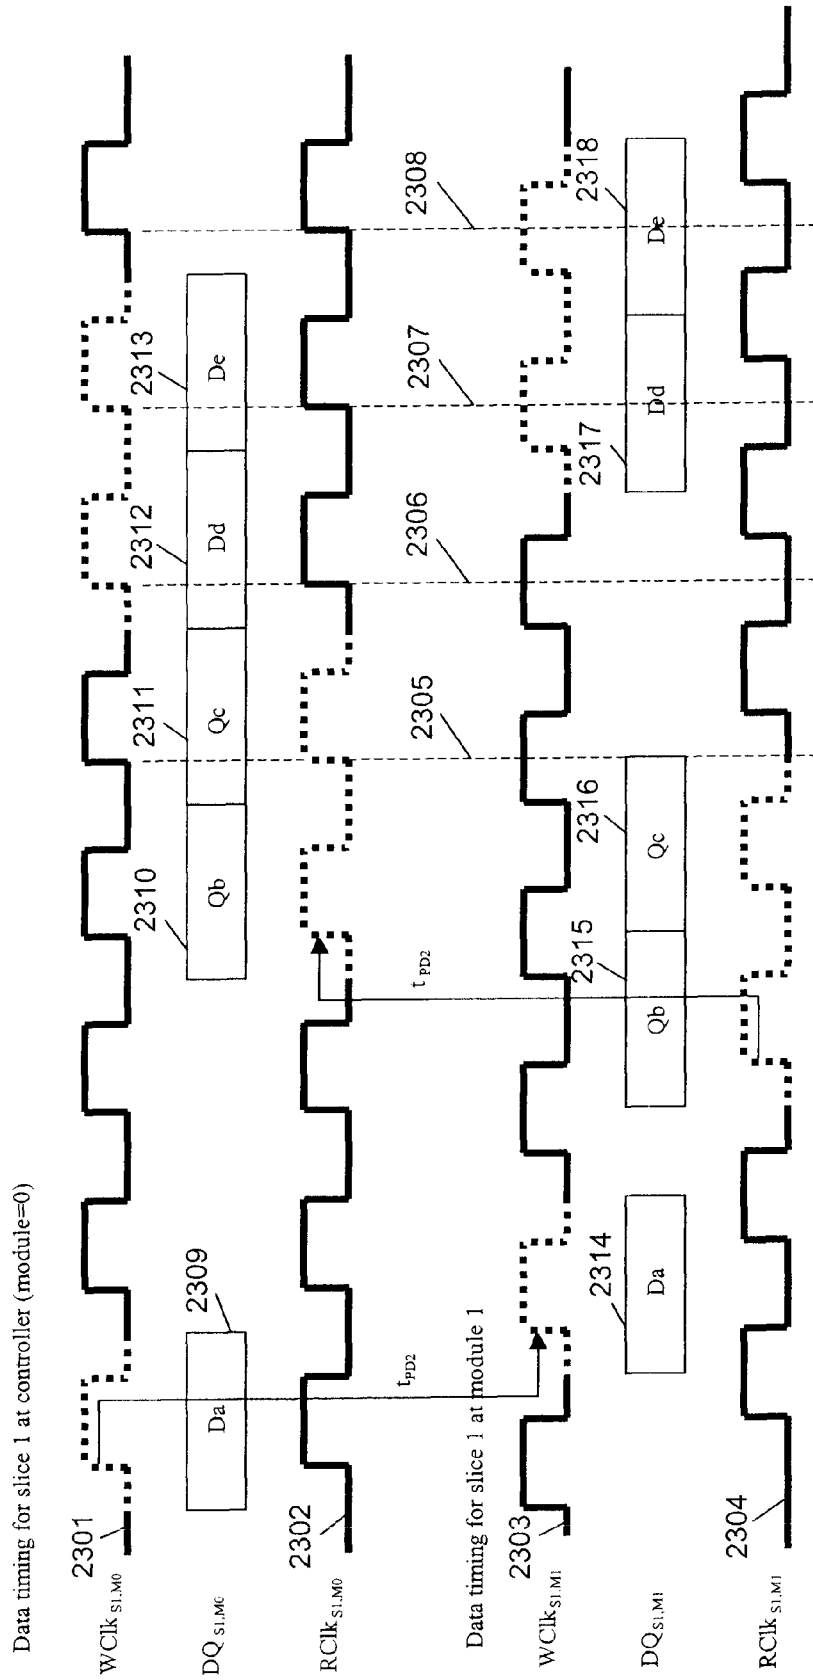 Data timing for slice 1 at controller (module=0)
2301
WClk S1,M0
DQ S1,M0
Da
2309
2310
Qb
2311
Qc
2312
Dd
2313
De
2302
RClk S1,M0
tPD2
tPD2
2305
2306
2307
2308
Data timing for slice 1 at module 1
2303
WClk S1,M1
DQ S1,M1
Da
2314
Qb
2315
Qc
2316
Dd
2317
De
2318
2304
RClk S1,M1